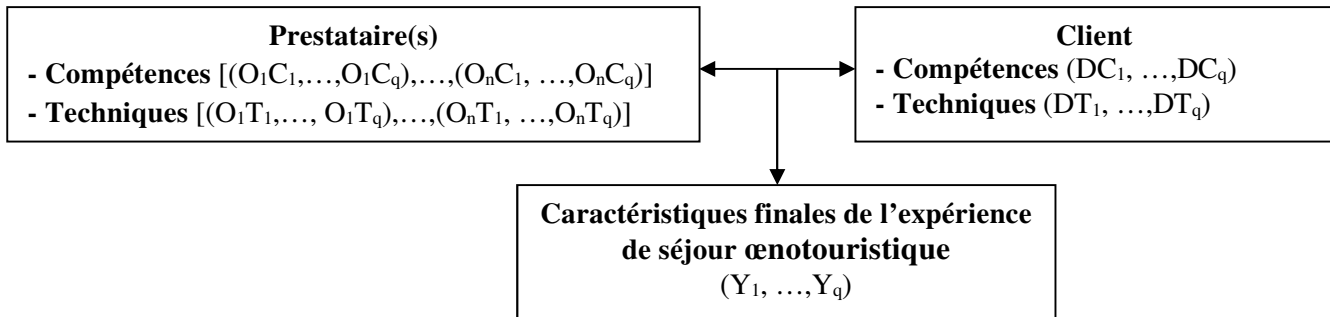 Prestataire(s)
- Compétences [(O₁C₁,…,O₁Cq),…,(OₙC₁, …,OₙCq)]
- Techniques [(O₁T₁,…, O₁Tq),…,(OₙT₁, …,OₙTq)]
Client
- Compétences (DC₁, …,DCq)
- Techniques (DT₁, …,DTq)
Caractéristiques finales de l’expérience
de séjour œnotouristique
(Y₁, …,Yq)